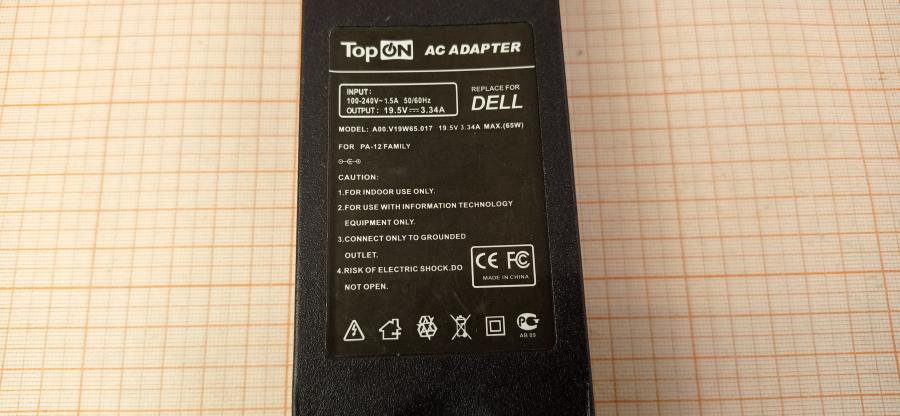 TopON AC ADAPTER
INPUT:
100-240V~1.5A 50/60Hz
OUTPUT: 19.5V⎓3.34A
REPLACE FOR
DELL
MODEL: A00.V19W65.017 19.5V 3.34A MAX.(65W)
FOR PA-12 FAMILY
CAUTION:
1.FOR INDOOR USE ONLY.
2.FOR USE WITH INFORMATION TECHNOLOGY
EQUIPMENT ONLY.
3.CONNECT ONLY TO GROUNDED
OUTLET.
4.RISK OF ELECTRIC SHOCK.DO
NOT OPEN.
CE FC
MADE IN CHINA
PG